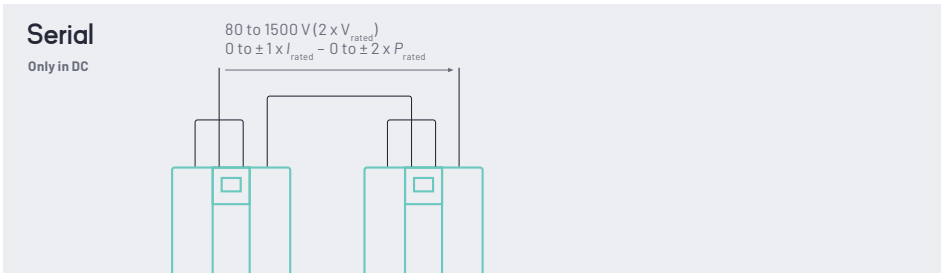 Serial
Only in DC
80 to 1500 V (2 x Vrated)
0 to ± 1 x Irated – 0 to ± 2 x Prated